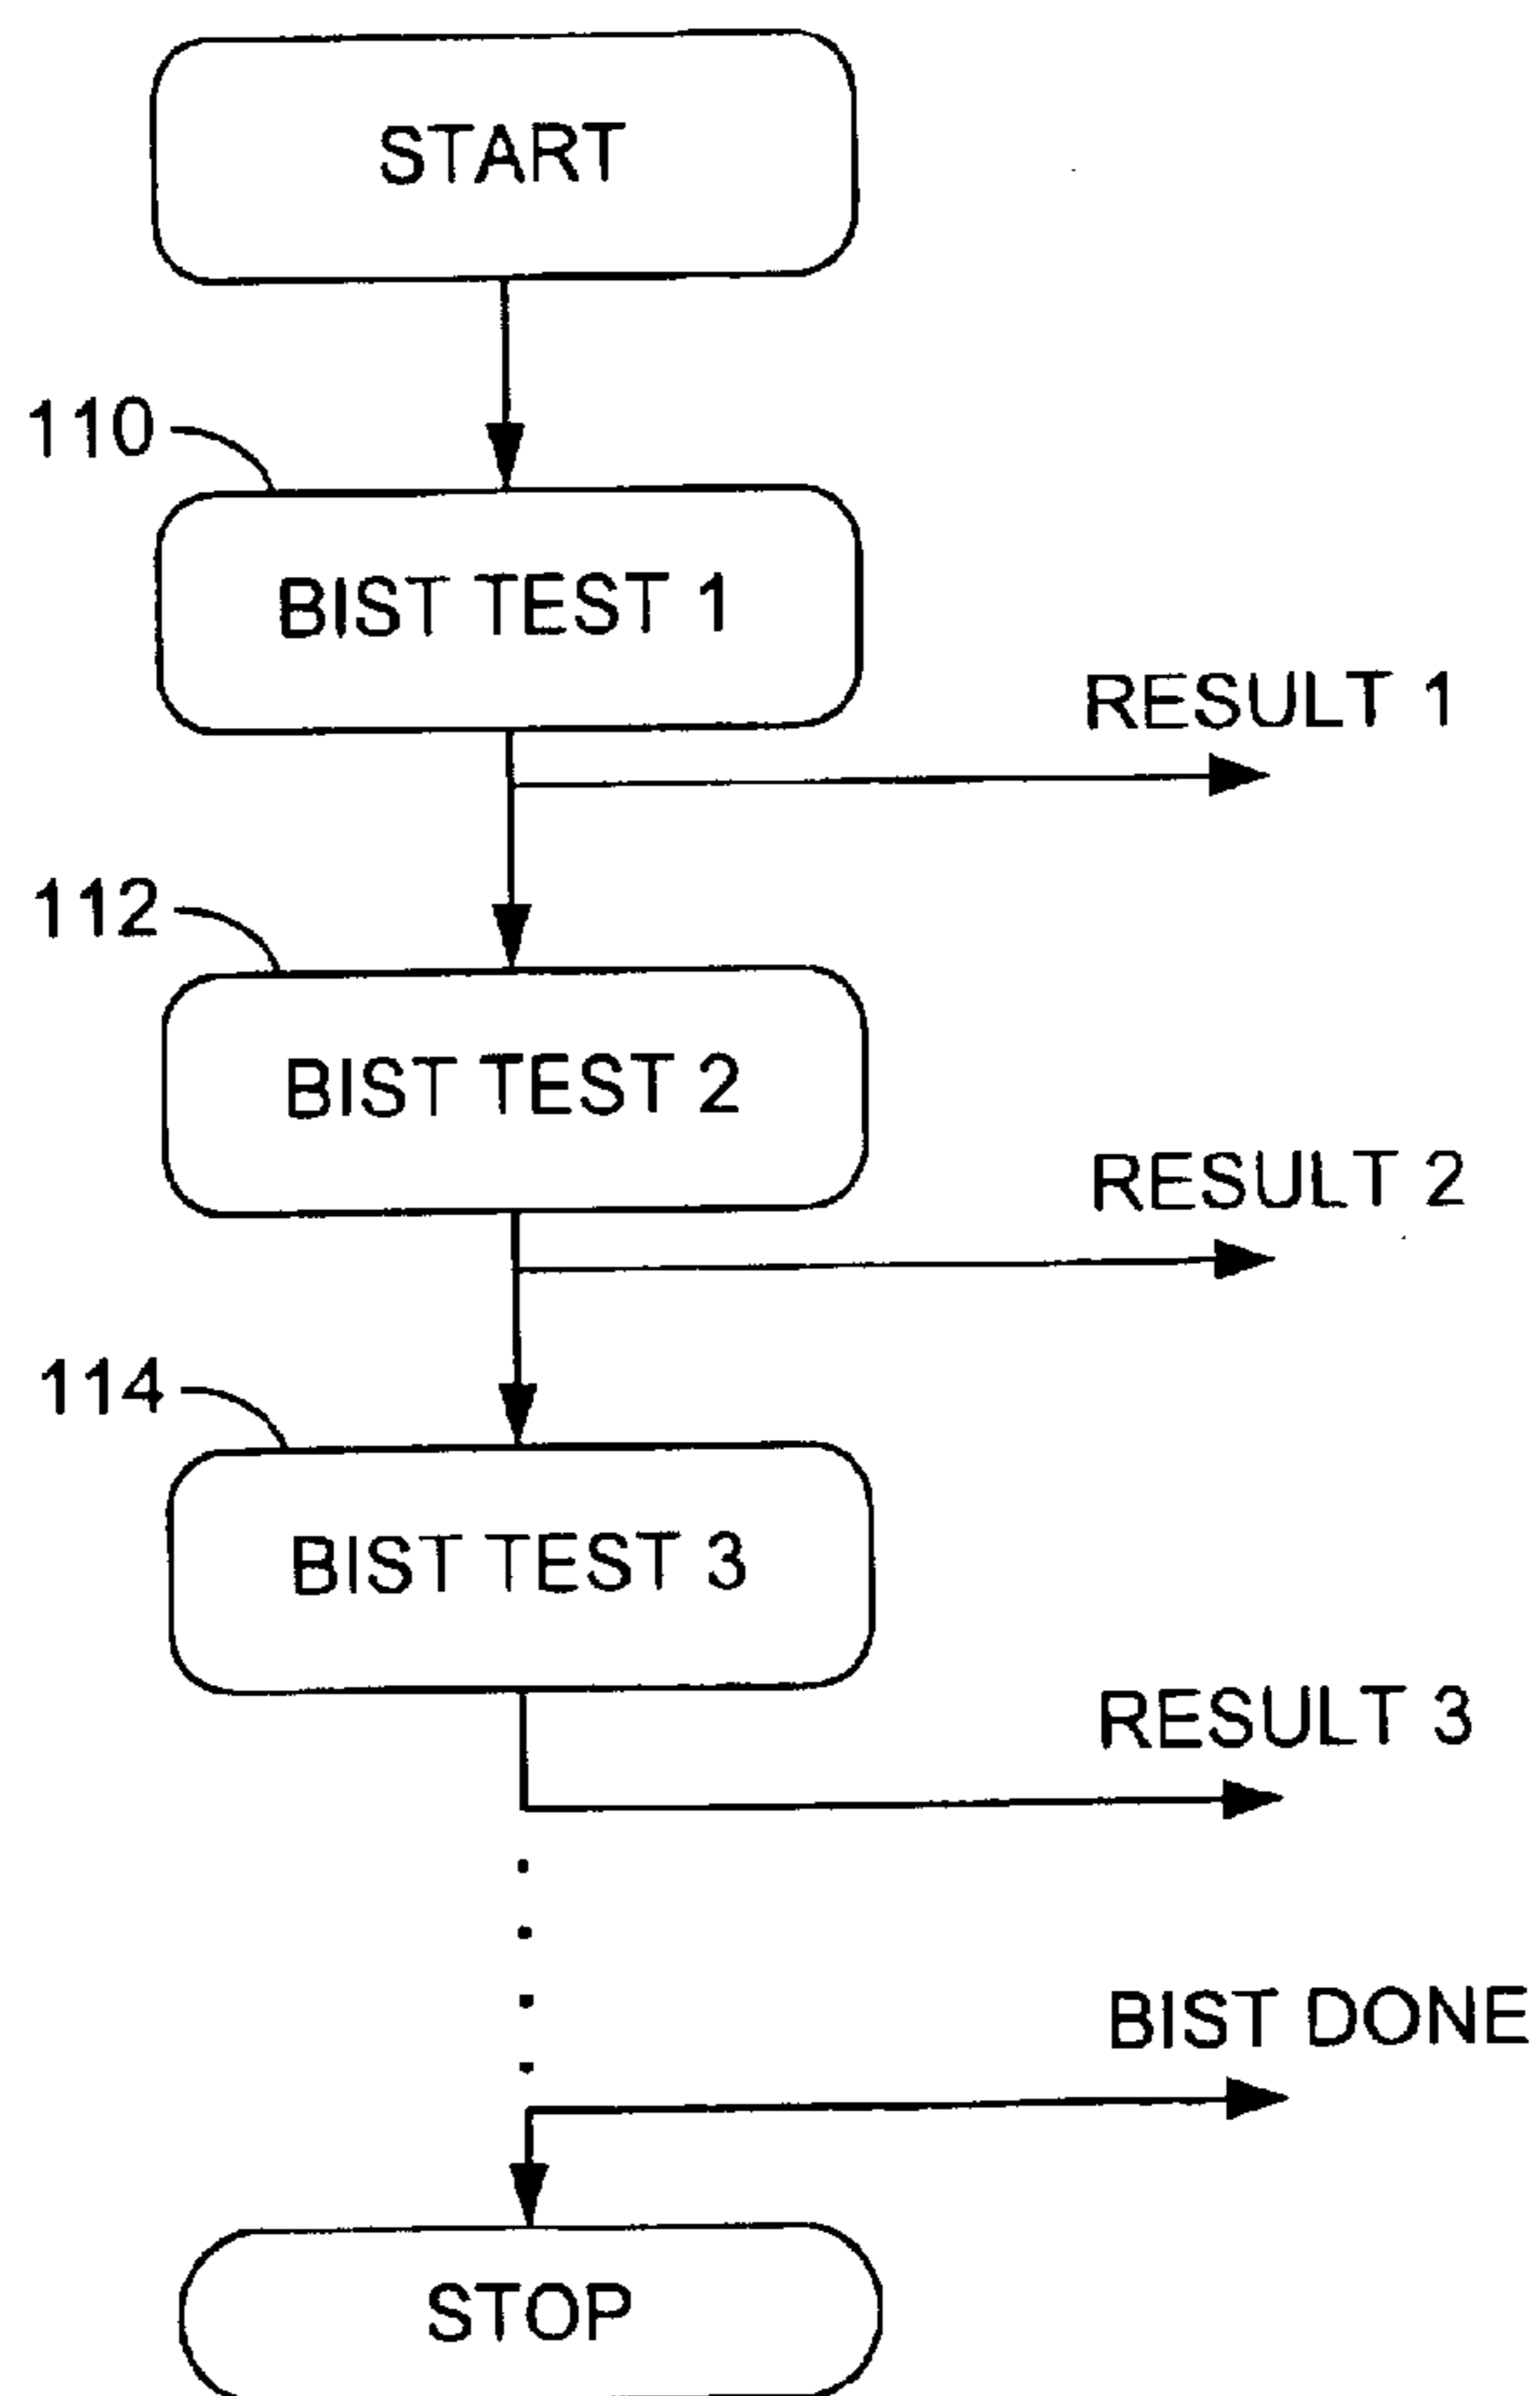 START
110
BIST TEST 1
RESULT 1
112
BIST TEST 2
RESULT 2
114
BIST TEST 3
RESULT 3
BIST DONE
STOP